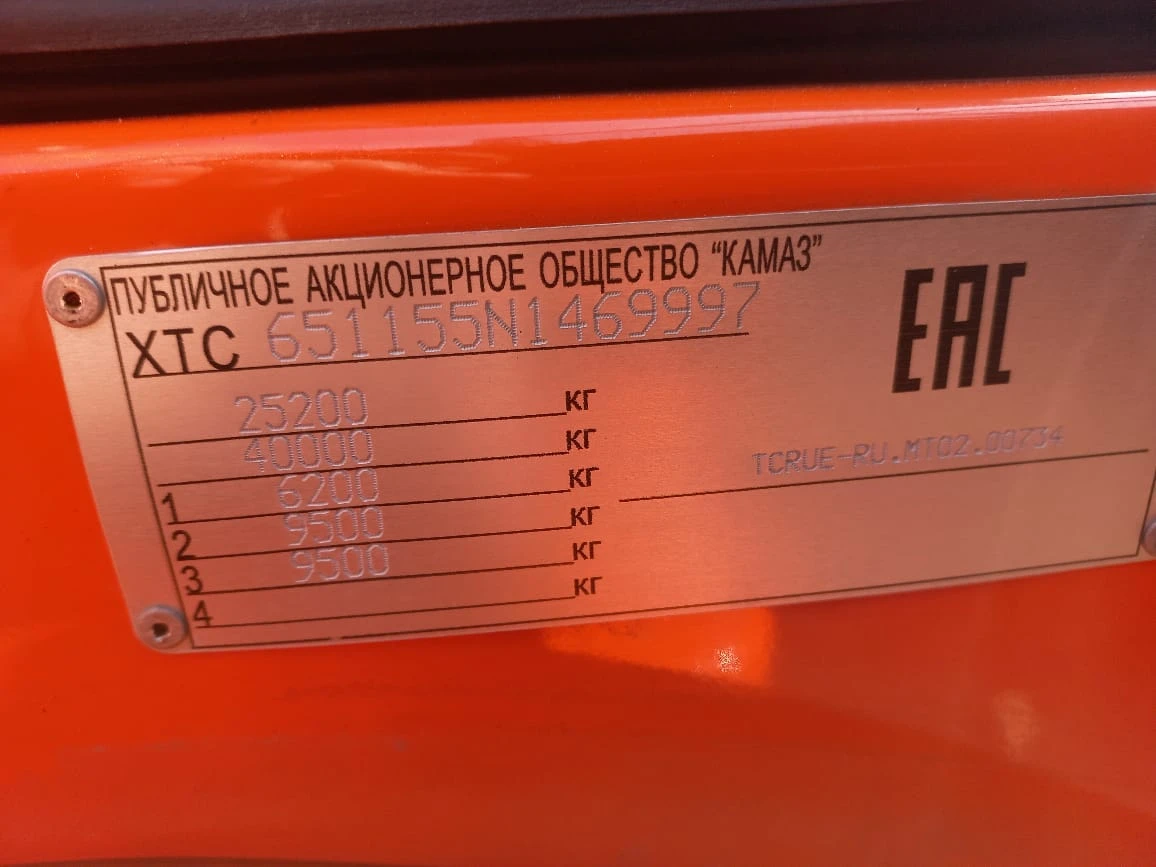 ПУБЛИЧНОЕ АКЦИОНЕРНОЕ ОБЩЕСТВО "КАМАЗ"
XTC 651155N1469997
EAC
25200 КГ
40000 КГ
1 6200 КГ
2 9500 КГ
3 9500 КГ
4 КГ
TCRUE-RU.MT02.00734